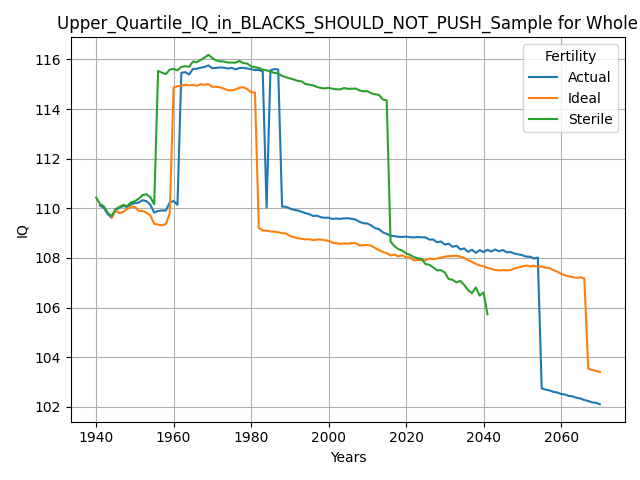 Upper_Quartile_IQ_in_BLACKS_SHOULD_NOT_PUSH_Sample for Whole
Fertility
Actual
Ideal
Sterile
IQ
116
114
112
110
108
106
104
102
1940
1960
1980
2000
2020
2040
2060
Years